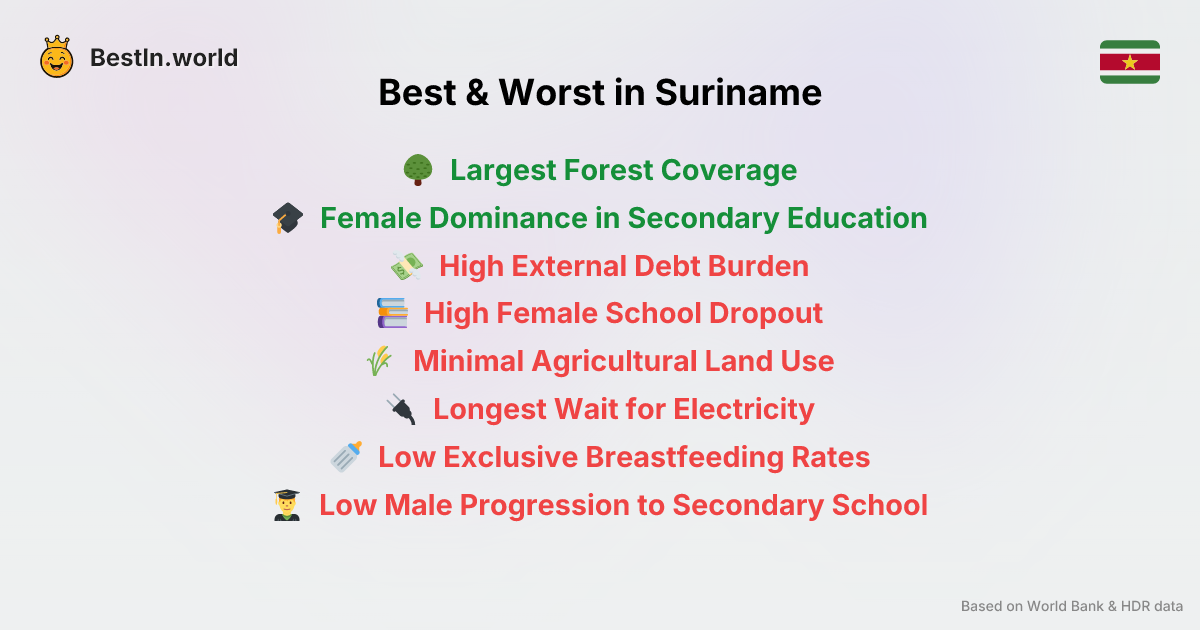 BestIn.world
Best & Worst in Suriname
Largest Forest Coverage
Female Dominance in Secondary Education
High External Debt Burden
High Female School Dropout
Minimal Agricultural Land Use
Longest Wait for Electricity
Low Exclusive Breastfeeding Rates
Low Male Progression to Secondary School
Based on World Bank & HDR data